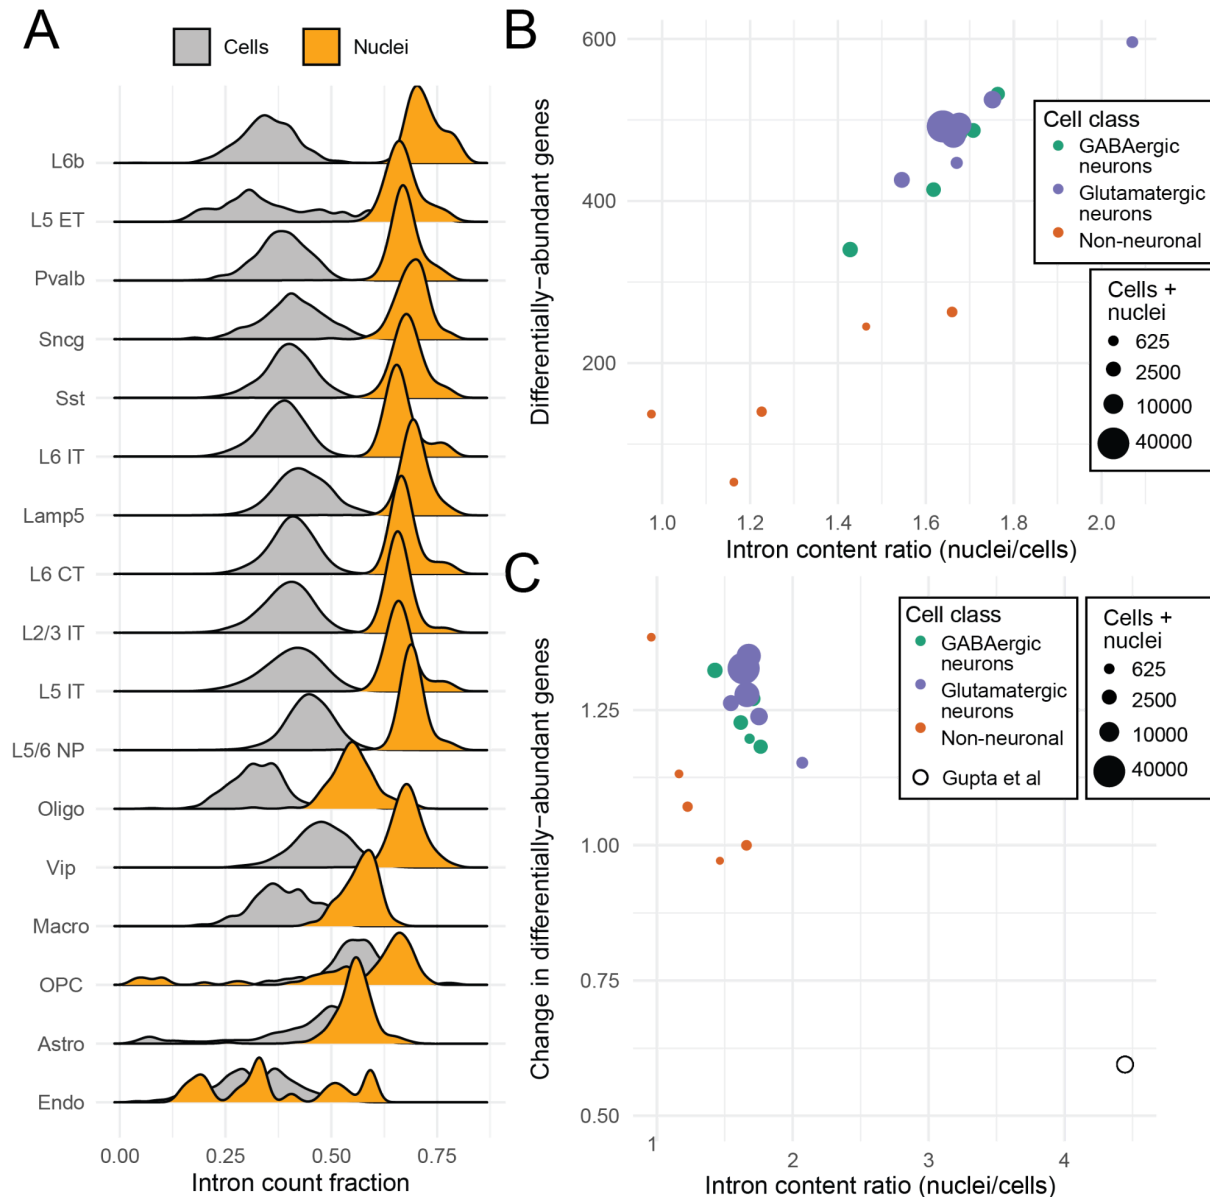 A
Cells
Nuclei
L6b
L5 ET
Pvalb
Sncg
Sst
L6 IT
Lamp5
L6 CT
L2/3 IT
L5 IT
L5/6 NP
Oligo
Vip
Macro
OPC
Astro
Endo
0.00
0.25
0.50
0.75
Intron count fraction
B
Differentially−abundant genes
600
400
200
1.0
1.2
1.4
1.6
1.8
2.0
Intron content ratio (nuclei/cells)
Cell class
GABAergic
neurons
Glutamatergic
neurons
Non-neuronal
Cells +
nuclei
625
2500
10000
40000
C
Change in differentially−abundant genes
1.25
1.00
0.75
0.50
1
2
3
4
Intron content ratio (nuclei/cells)
Cell class
GABAergic
neurons
Glutamatergic
neurons
Non-neuronal
Gupta et al
Cells +
nuclei
625
2500
10000
40000